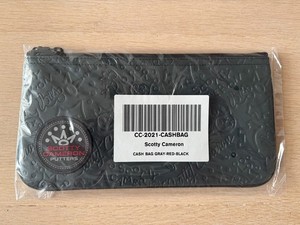 CC-2021-CASHBAG
Scotty Cameron
CASH BAG GRAY-RED-BLACK
SCOTTY
CAMERON
PUTTERS